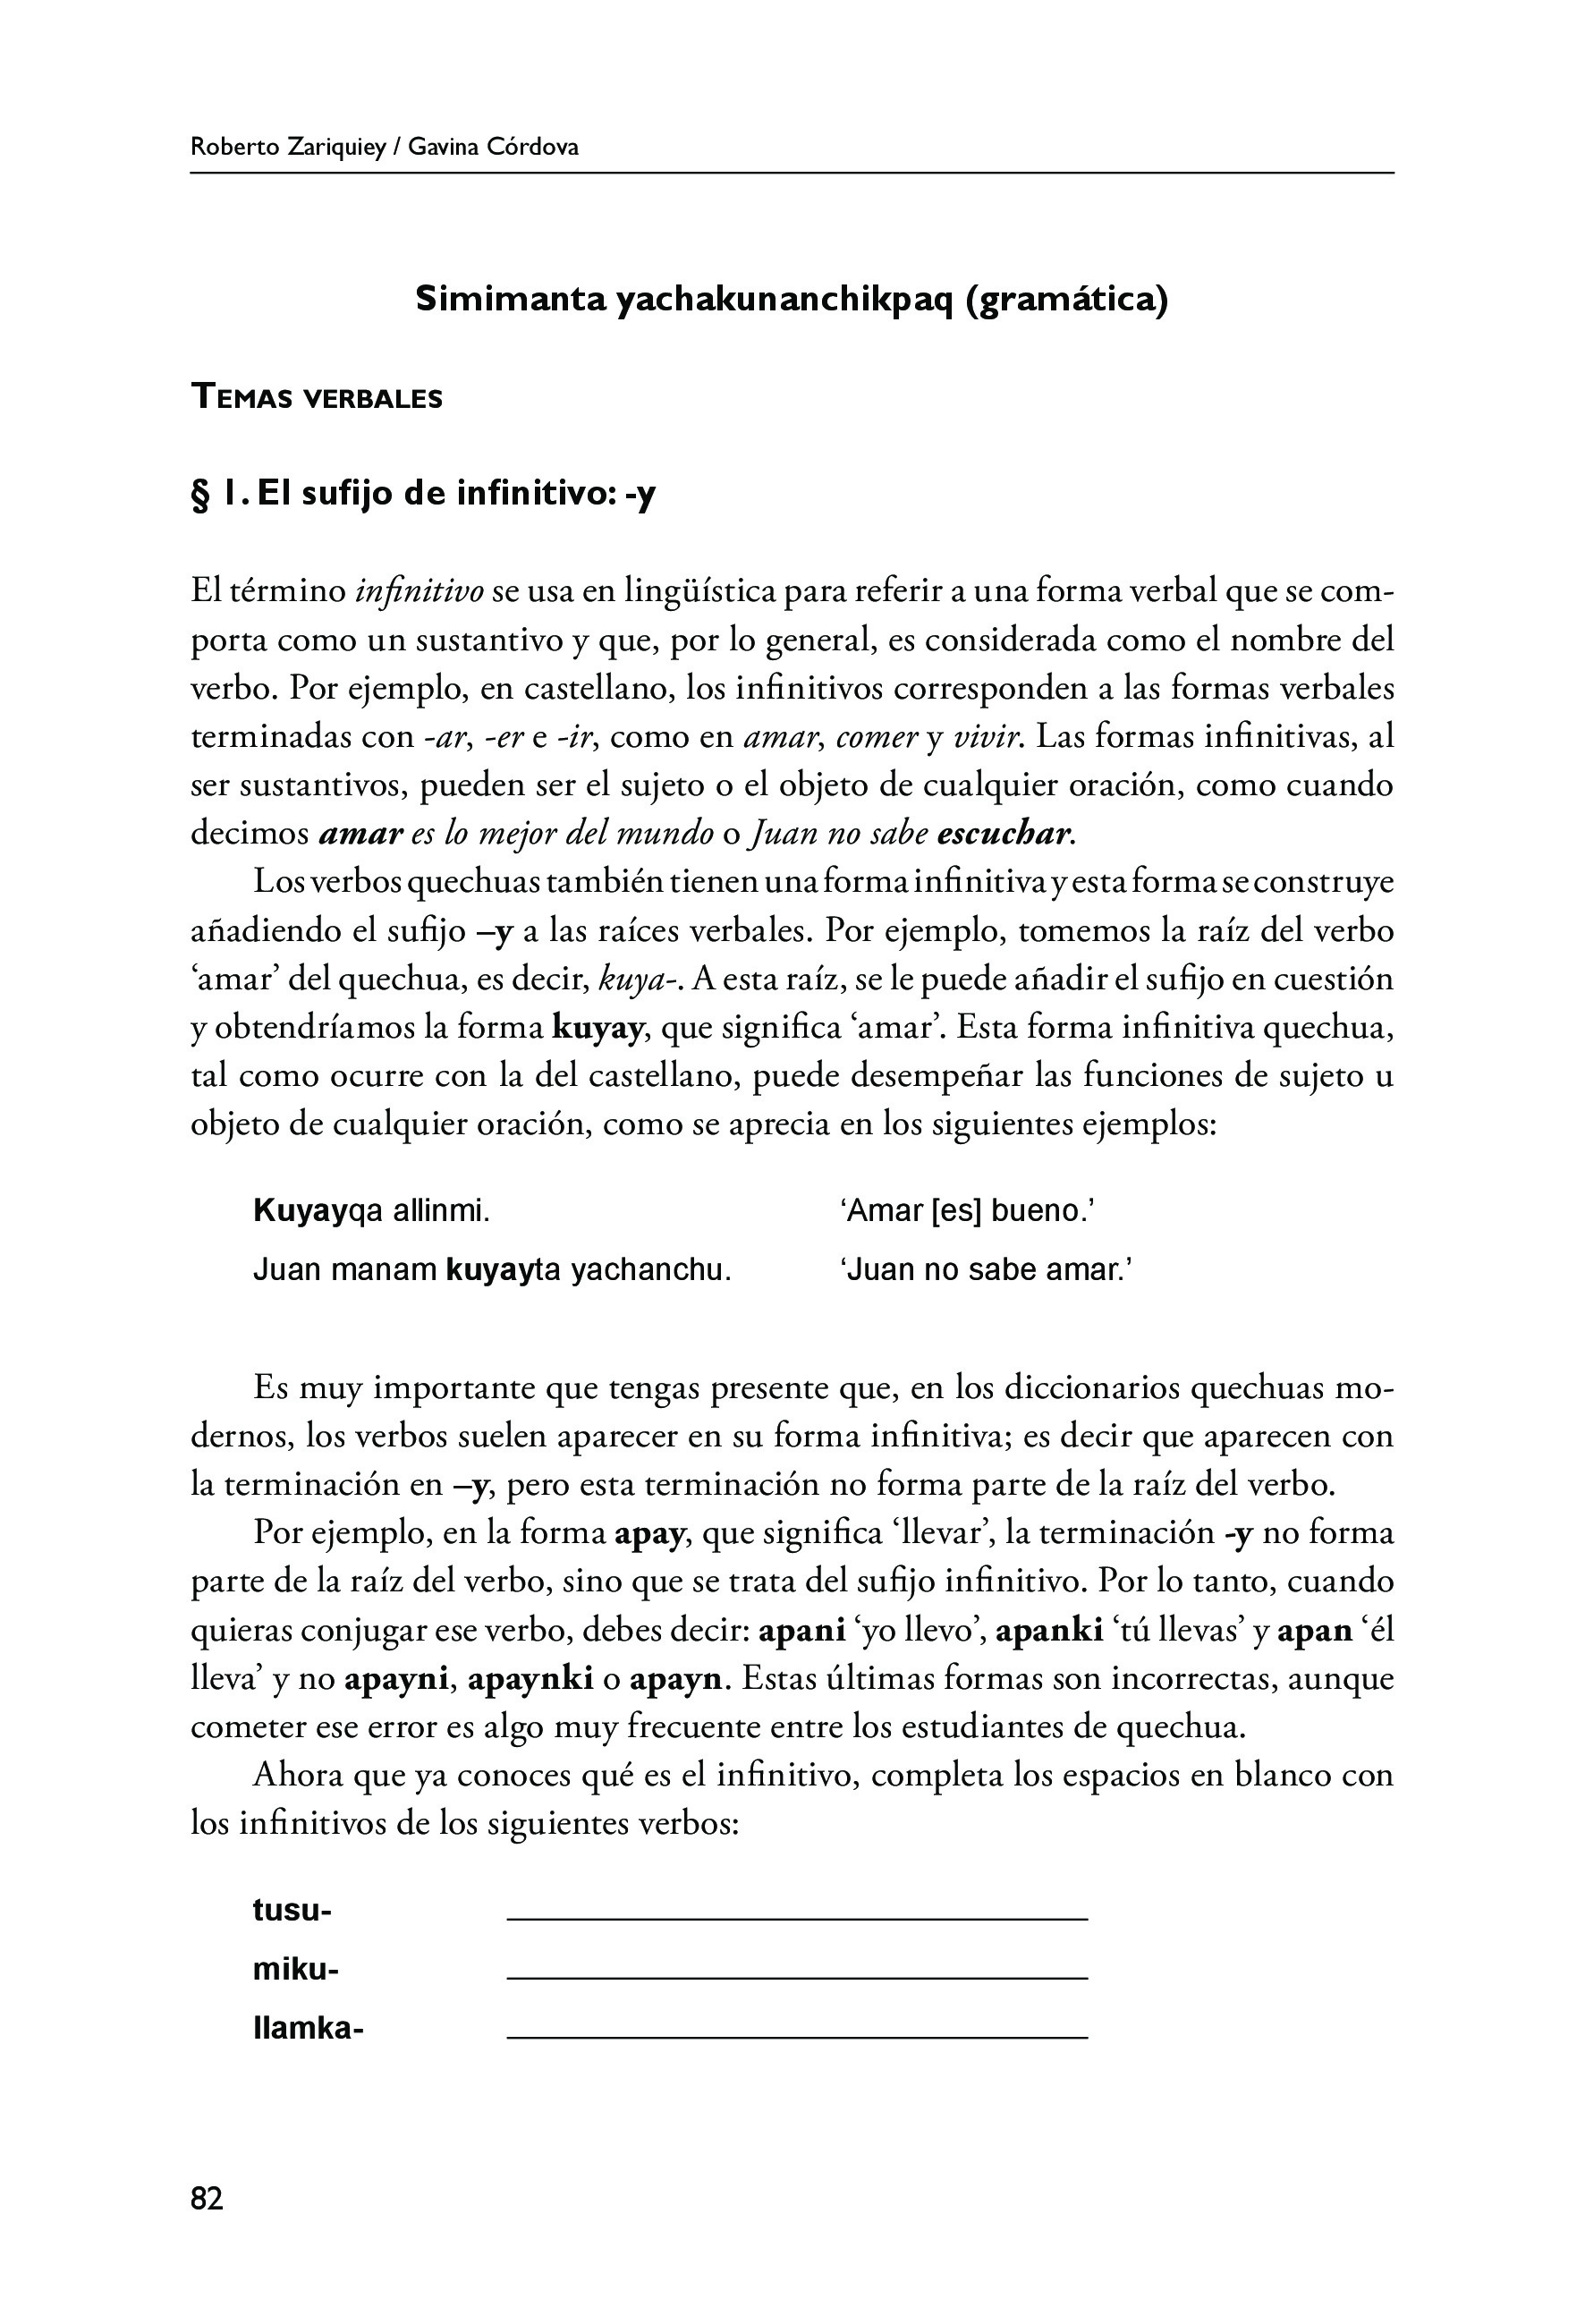 Roberto Zariquiey / Gavina Córdova
Simimanta yachakunanchikpaq (gramática)
Temas verbales
§ 1. El sufijo de infinitivo: -y
El término infinitivo se usa en lingüística para referir a una forma verbal que se com-
porta como un sustantivo y que, por lo general, es considerada como el nombre del
verbo. Por ejemplo, en castellano, los infinitivos corresponden a las formas verbales
terminadas con -ar, -er e -ir, como en amar, comer y vivir. Las formas infinitivas, al
ser sustantivos, pueden ser el sujeto o el objeto de cualquier oración, como cuando
decimos amar es lo mejor del mundo o Juan no sabe escuchar.
Los verbos quechuas también tienen una forma infinitiva y esta forma se construye
añadiendo el sufijo –y a las raíces verbales. Por ejemplo, tomemos la raíz del verbo
‘amar’ del quechua, es decir, kuya-. A esta raíz, se le puede añadir el sufijo en cuestión
y obtendríamos la forma kuyay, que significa ‘amar’. Esta forma infinitiva quechua,
tal como ocurre con la del castellano, puede desempeñar las funciones de sujeto u
objeto de cualquier oración, como se aprecia en los siguientes ejemplos:
Kuyayqa allinmi. ‘Amar [es] bueno.’
Juan manam kuyayta yachanchu. ‘Juan no sabe amar.’
Es muy importante que tengas presente que, en los diccionarios quechuas mo-
dernos, los verbos suelen aparecer en su forma infinitiva; es decir que aparecen con
la terminación en –y, pero esta terminación no forma parte de la raíz del verbo.
Por ejemplo, en la forma apay, que significa ‘llevar’, la terminación -y no forma
parte de la raíz del verbo, sino que se trata del sufijo infinitivo. Por lo tanto, cuando
quieras conjugar ese verbo, debes decir: apani ‘yo llevo’, apanki ‘tú llevas’ y apan ‘él
lleva’ y no apayni, apaynki o apayn. Estas últimas formas son incorrectas, aunque
cometer ese error es algo muy frecuente entre los estudiantes de quechua.
Ahora que ya conoces qué es el infinitivo, completa los espacios en blanco con
los infinitivos de los siguientes verbos:
tusu-
miku-
llamka-
82